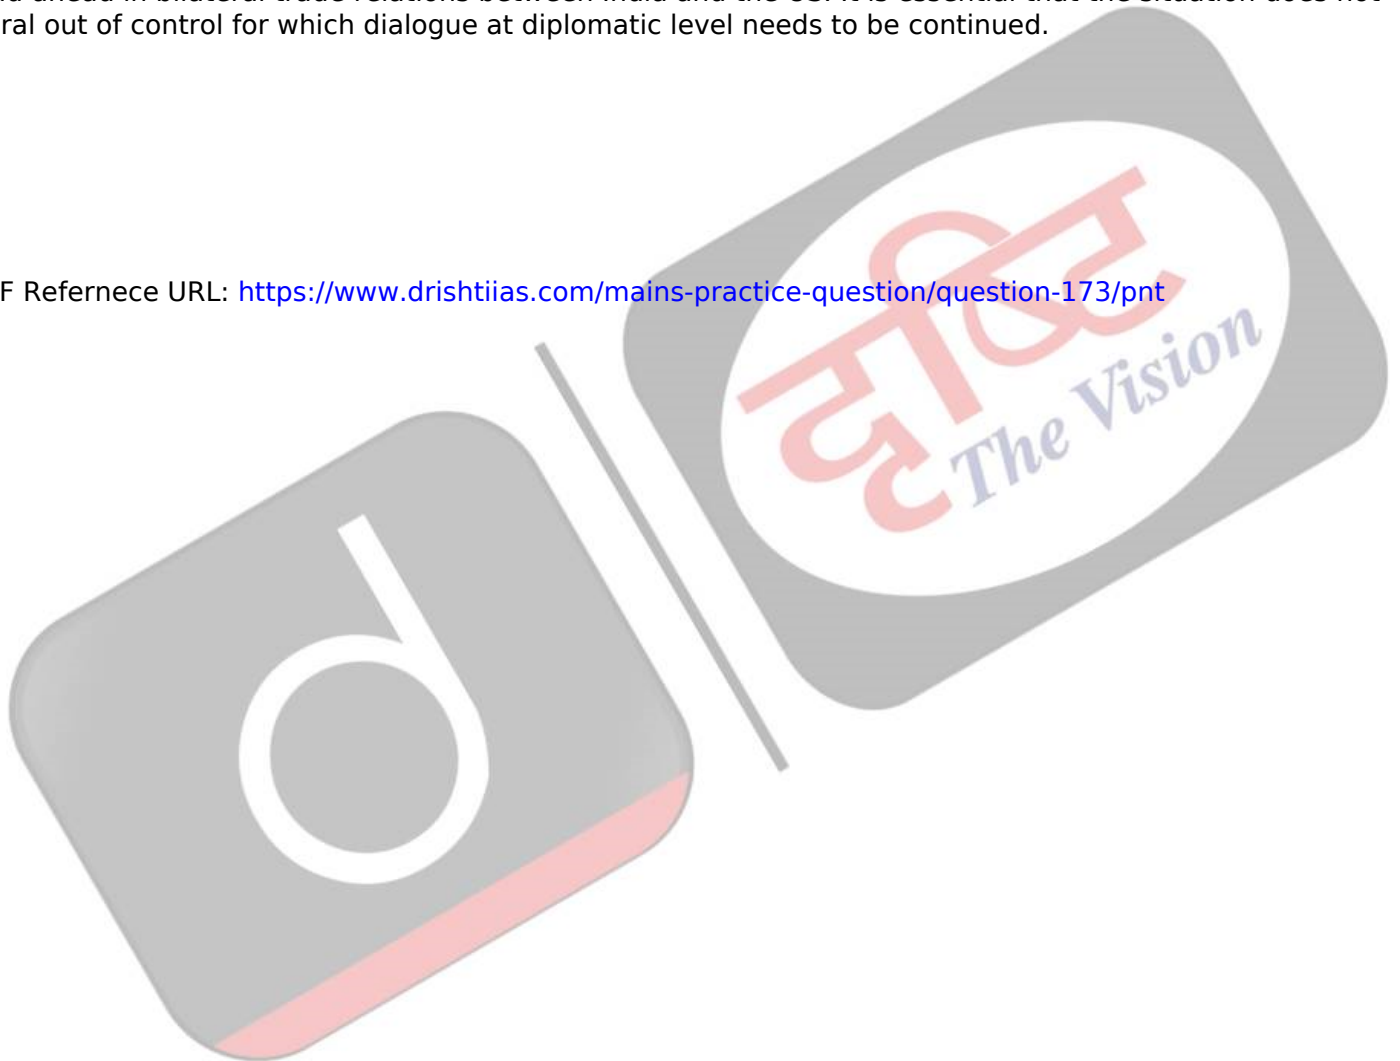 ral out of control for which dialogue at diplomatic level needs to be continued.
F Refernece URL: https://www.drishtiias.com/mains-practice-question/question-173/pnt
दृष्टि
The Vision
d